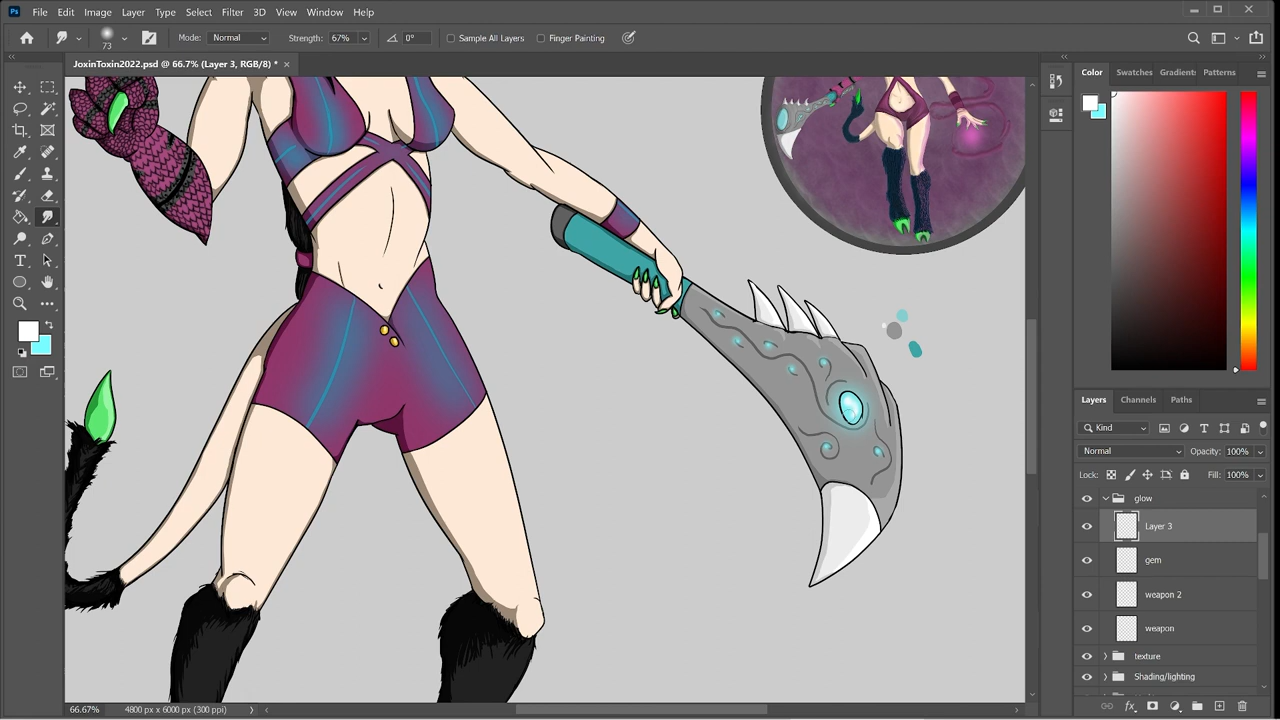 Ps File Edit Image Layer Type Select Filter 3D View Window Help
73 Mode: Normal Strength: 67% 0° Sample All Layers Finger Painting
JoxinToxin2022.psd @ 66.7% (Layer 3, RGB/8) *
Color Swatches Gradient: Patterns
Layers Channels Paths
Kind
Normal Opacity: 100%
Lock: Fill: 100%
glow
Layer 3
gem
weapon 2
weapon
texture
Shading/lighting
66.67% 4800 px x 6000 px (300 ppi)
fx